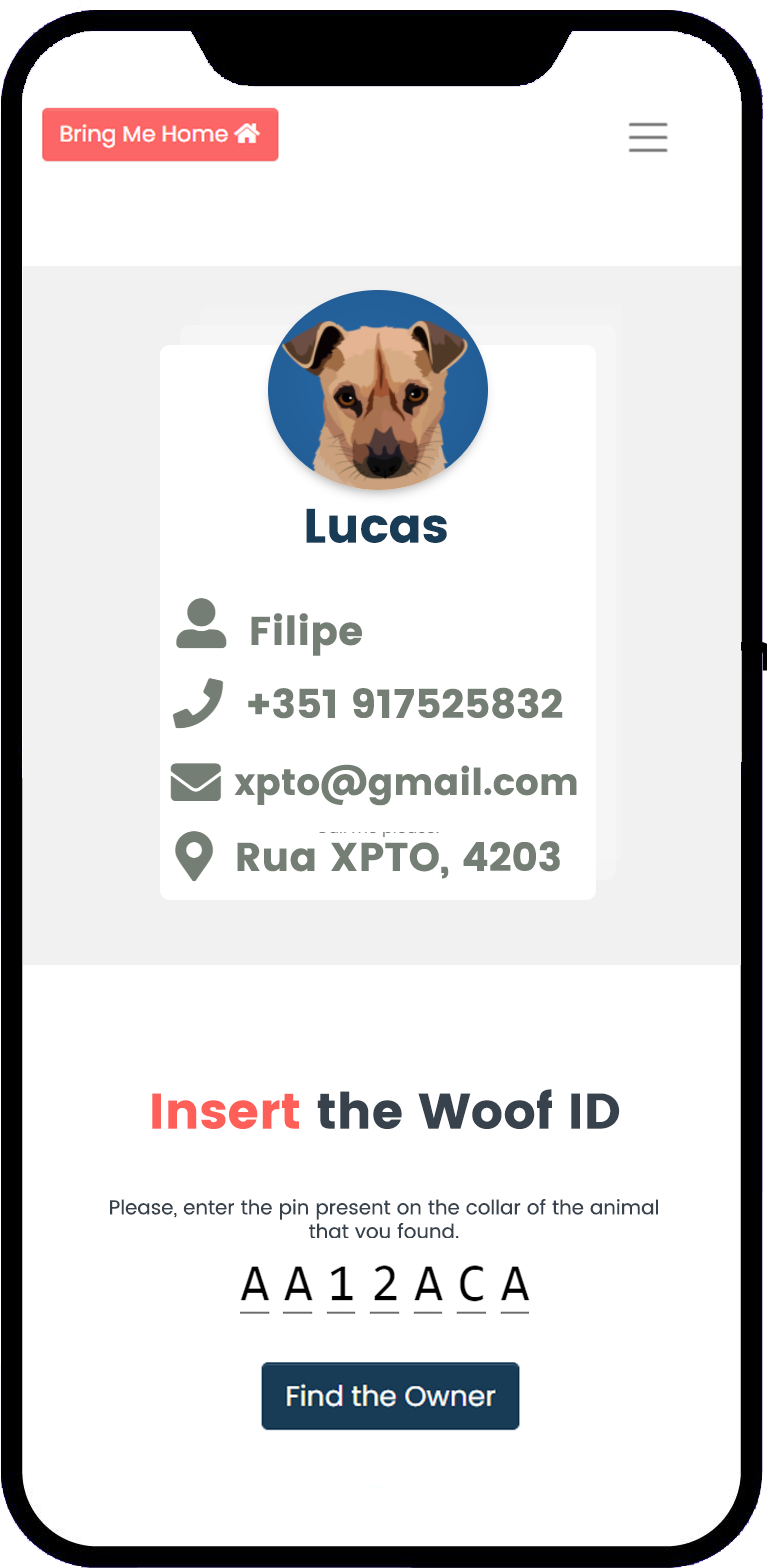 Bring Me Home
Lucas
Filipe
+351 917525832
xpto@gmail.com
Rua XPTO, 4203
Insert the Woof ID
Please, enter the pin present on the collar of the animal
that you found.
A A 1 2 A C A
Find the Owner